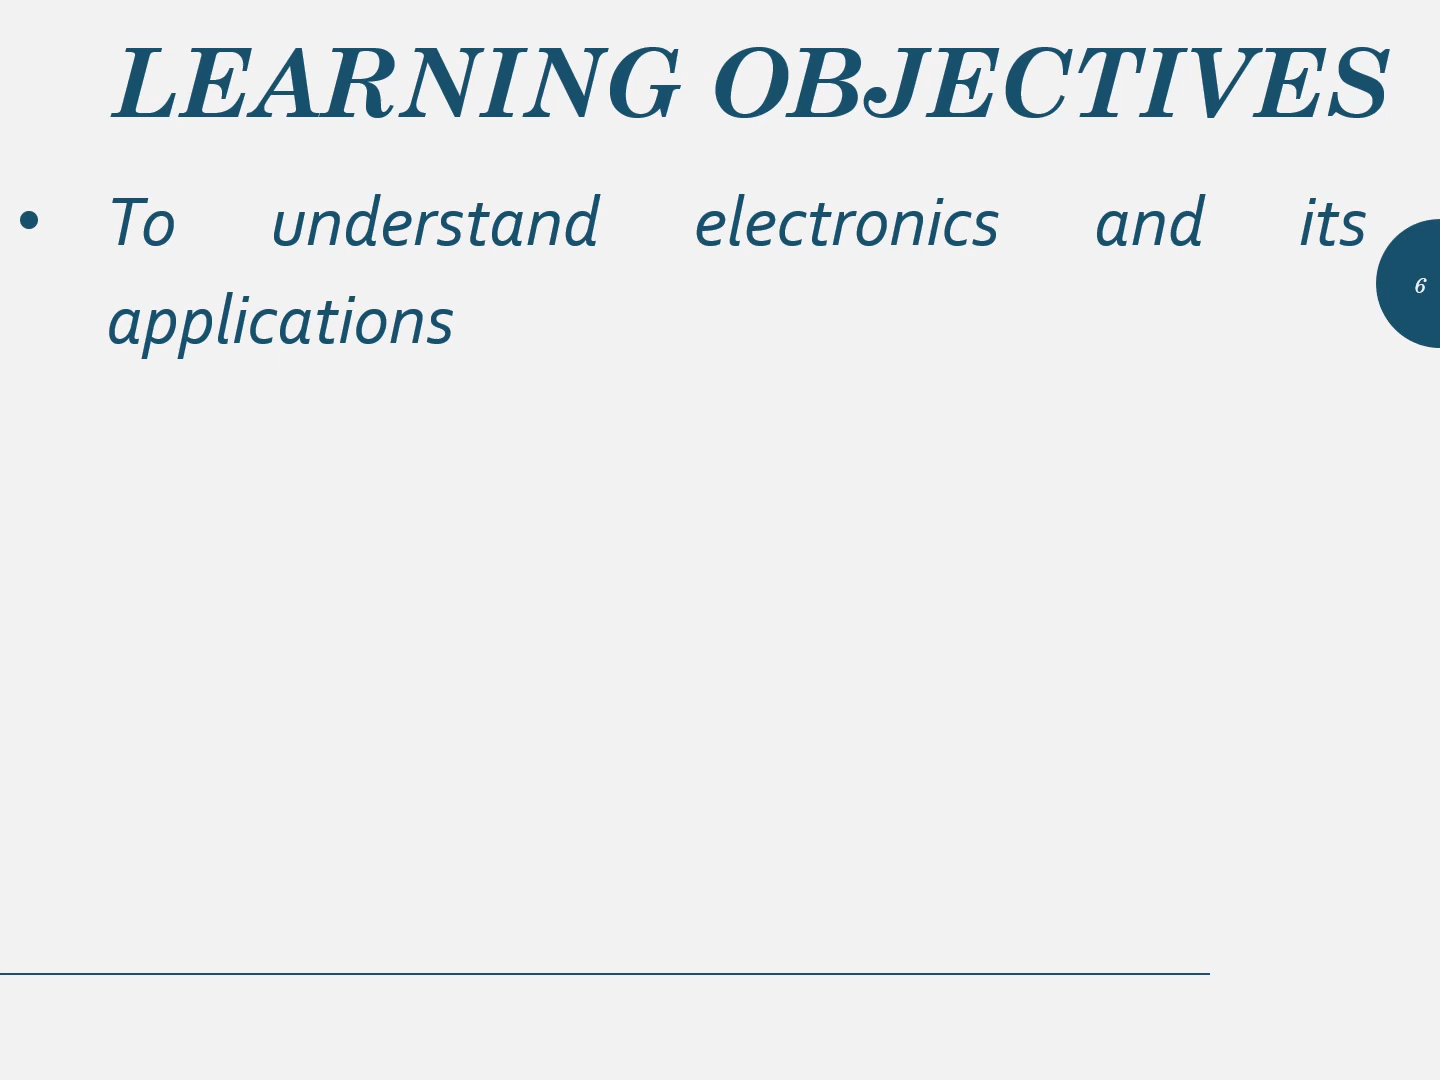 LEARNING OBJECTIVES
• To understand electronics and its
applications
6